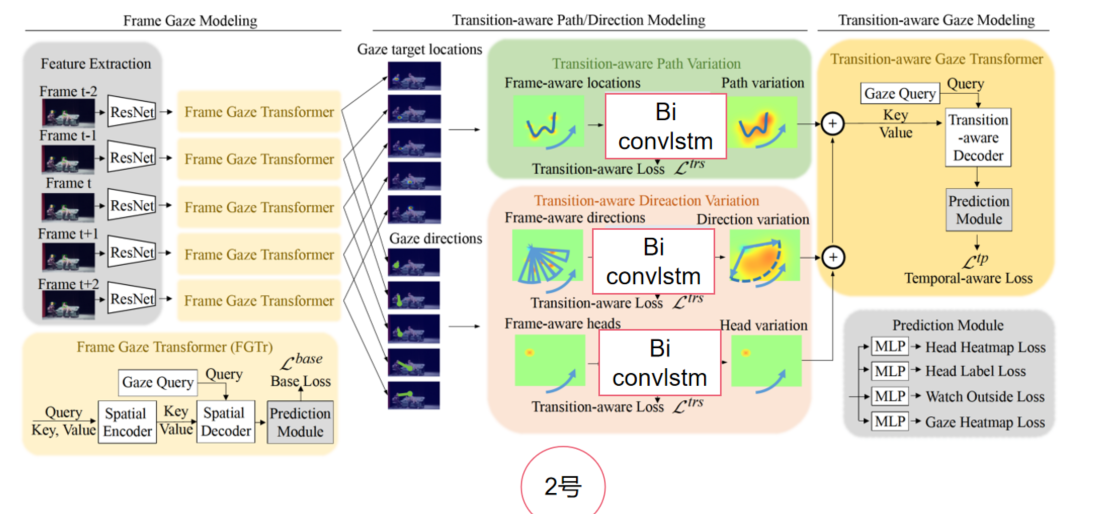 Frame Gaze Modeling
Transition-aware Path/Direction Modeling
Transition-aware Gaze Modeling
Feature Extraction
Frame t-2
ResNet
Frame Gaze Transformer
Frame t-1
ResNet
Frame Gaze Transformer
Frame t
ResNet
Frame Gaze Transformer
Frame t+1
ResNet
Frame Gaze Transformer
Frame t+2
ResNet
Frame Gaze Transformer
Frame Gaze Transformer (FGTr)
Gaze Query
Query
ℒbase
Base Loss
Query
Key, Value
Spatial
Encoder
Key
Value
Spatial
Decoder
Prediction
Module
Gaze target locations
Gaze directions
Transition-aware Path Variation
Frame-aware locations
Path variation
Bi
convlstm
Transition-aware Loss ℒtrs
Transition-aware Direaction Variation
Frame-aware directions
Direction variation
Bi
convlstm
Transition-aware Loss ℒtrs
Frame-aware heads
Head variation
Bi
convlstm
Transition-aware Loss ℒtrs
Transition-aware Gaze Transformer
Gaze Query
Query
Key
Value
Transition
-aware
Decoder
Prediction
Module
ℒtp
Temporal-aware Loss
Prediction Module
MLP
Head Heatmap Loss
MLP
Head Label Loss
MLP
Watch Outside Loss
MLP
Gaze Heatmap Loss
2号